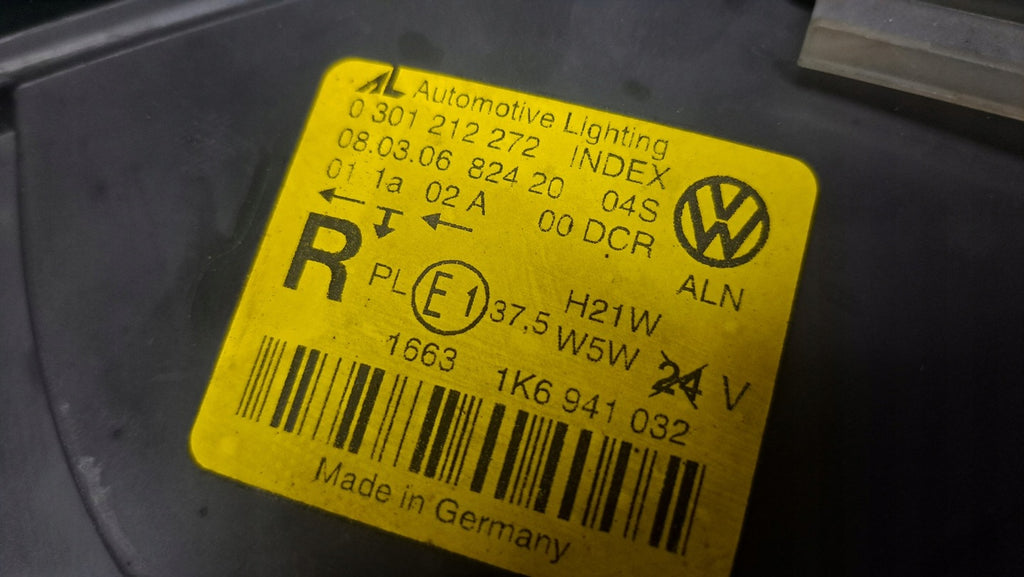 AL Automotive Lighting
0 301 212 272 INDEX
08.03.06 824 20 04S
01 1a 02 A 00 DCR
VW
ALN
R PL E1 37,5 H21W
W5W 24 V
1663 1K6 941 032
Made in Germany